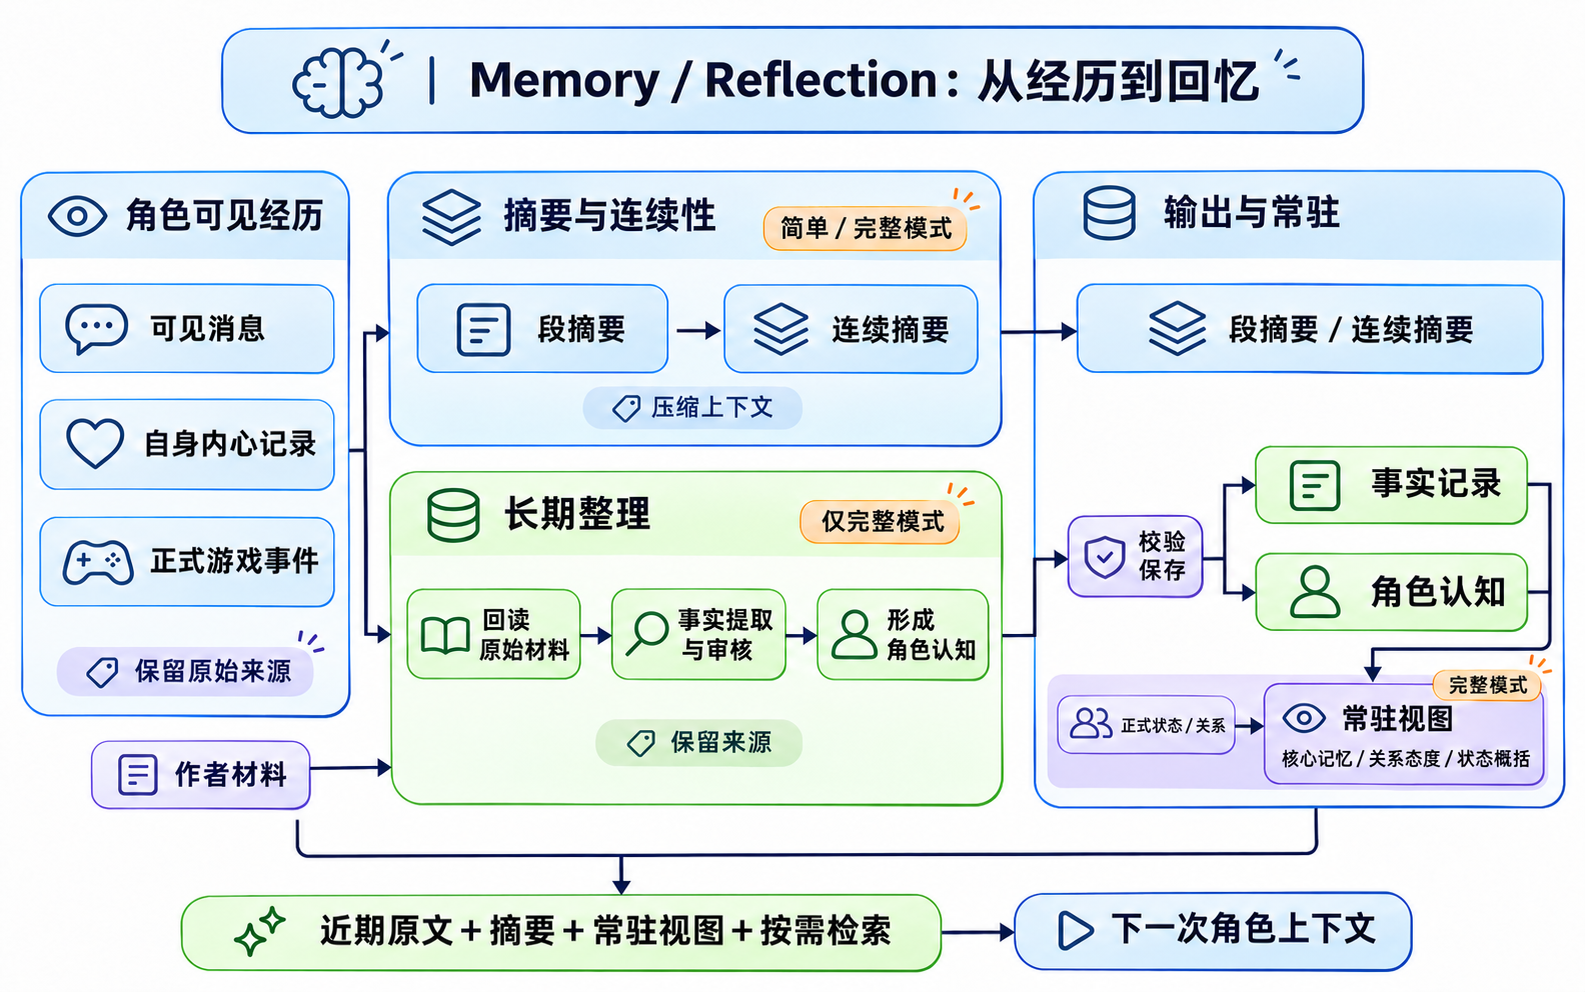 Memory / Reflection：从经历到回忆
角色可见经历
可见消息
自身内心记录
正式游戏事件
保留原始来源
作者材料
摘要与连续性
简单 / 完整模式
段摘要
连续摘要
压缩上下文
长期整理
仅完整模式
回读
原始材料
事实提取
与审核
形成
角色认知
保留来源
输出与常驻
段摘要 / 连续摘要
校验
保存
事实记录
角色认知
正式状态 / 关系
完整模式
常驻视图
核心记忆 / 关系态度 / 状态概括
近期原文＋摘要＋常驻视图＋按需检索
下一次角色上下文